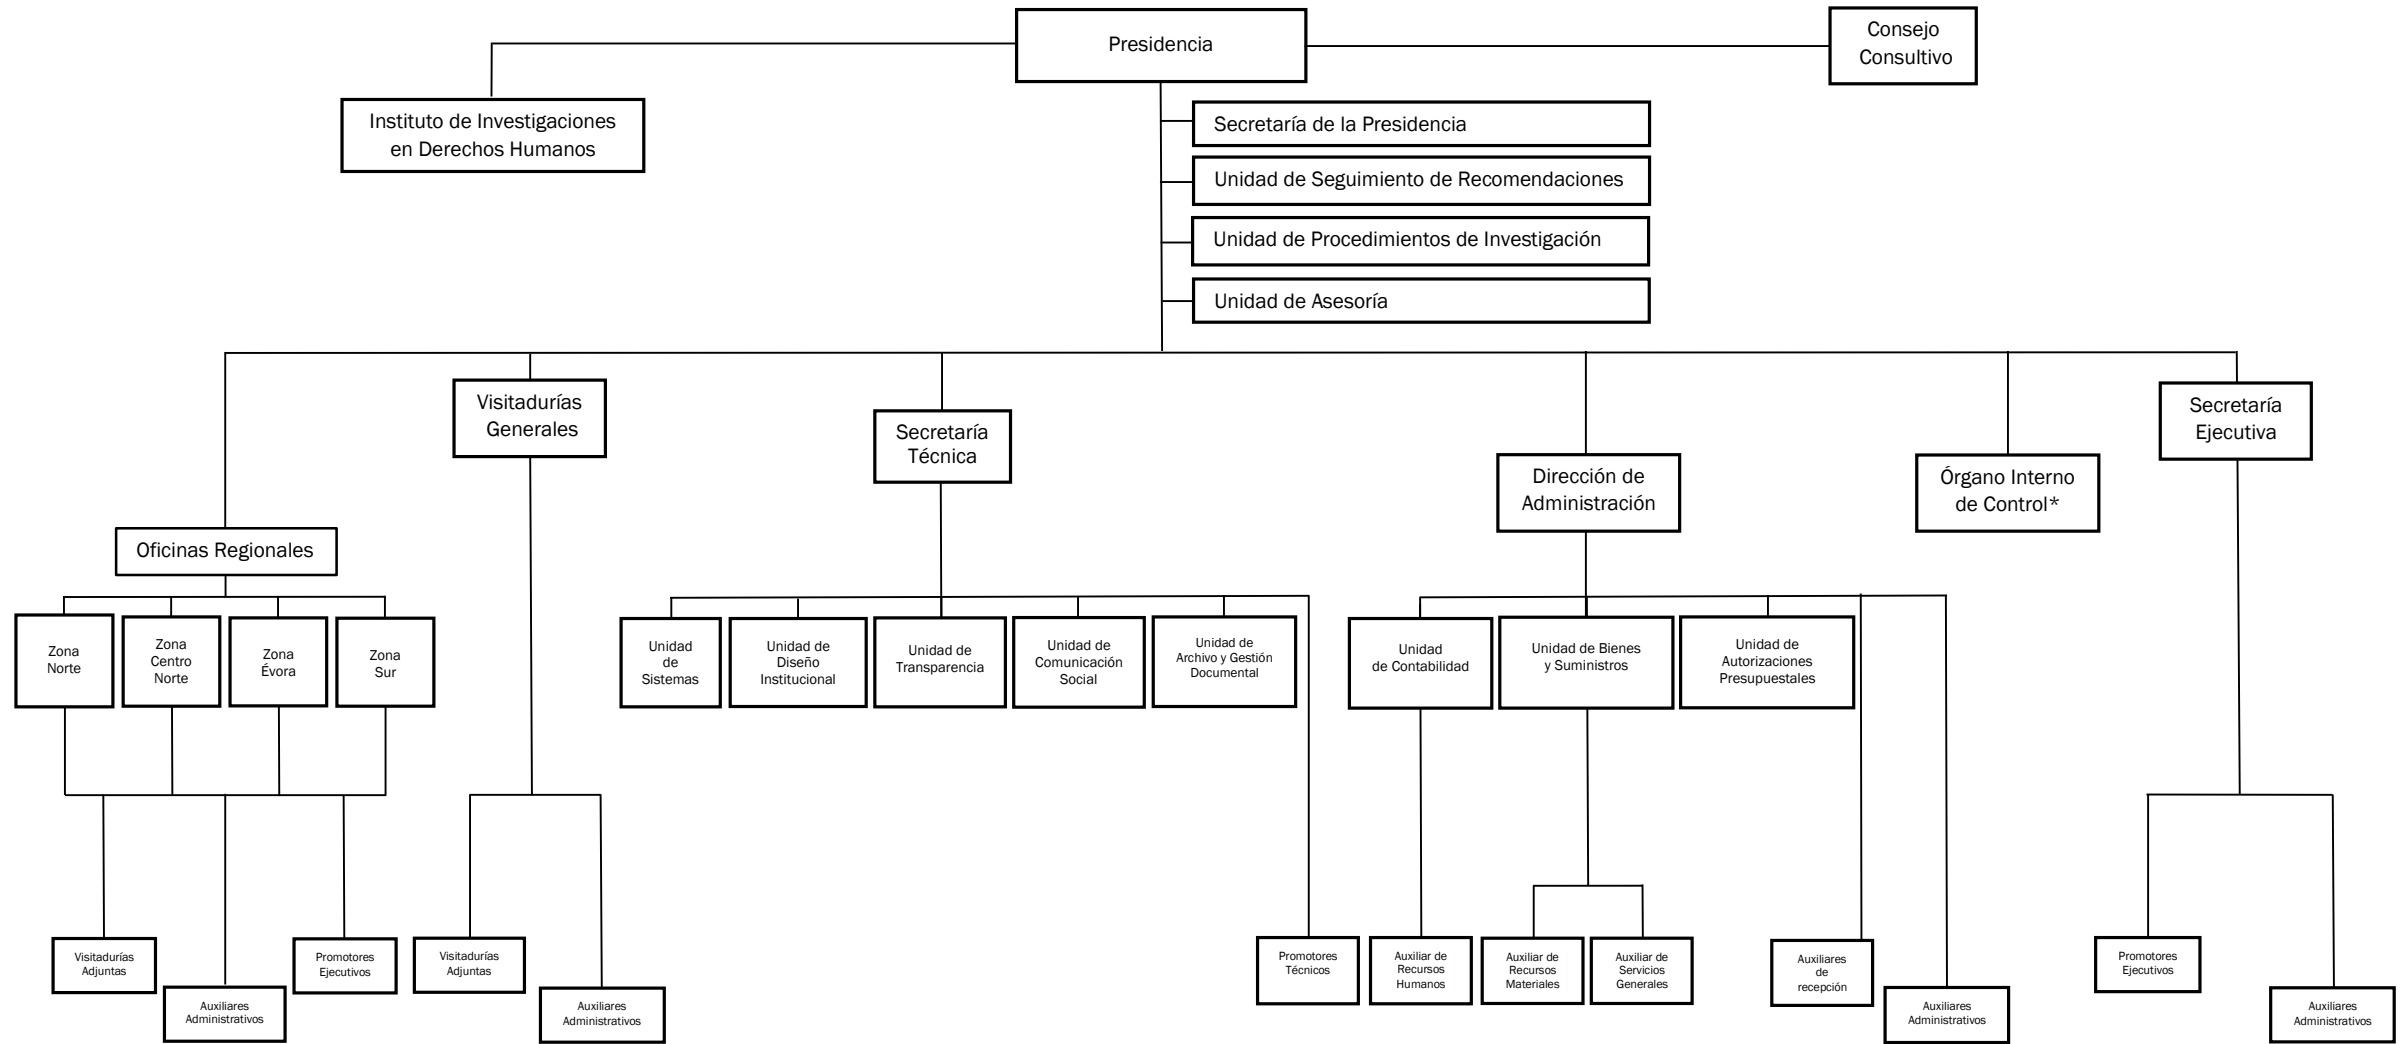 Presidencia
Consejo
Consultivo
Instituto de Investigaciones
en Derechos Humanos
Secretaría de la Presidencia
Unidad de Seguimiento de Recomendaciones
Unidad de Procedimientos de Investigación
Unidad de Asesoría
Visitadurías
Generales
Secretaría
Técnica
Dirección de
Administración
Órgano Interno
de Control*
Secretaría
Ejecutiva
Oficinas Regionales
Zona
Norte
Zona
Centro
Norte
Zona
Évora
Zona
Sur
Unidad
de
Sistemas
Unidad de
Diseño
Institucional
Unidad de
Transparencia
Unidad de
Comunicación
Social
Unidad de
Archivo y Gestión
Documental
Unidad
de Contabilidad
Unidad de Bienes
y Suministros
Unidad de
Autorizaciones
Presupuestales
Visitadurías
Adjuntas
Auxiliares
Administrativos
Promotores
Ejecutivos
Visitadurías
Adjuntas
Auxiliares
Administrativos
Promotores
Técnicos
Auxiliar de
Recursos
Humanos
Auxiliar de
Recursos
Materiales
Auxiliar de
Servicios
Generales
Auxiliares
de
recepción
Auxiliares
Administrativos
Promotores
Ejecutivos
Auxiliares
Administrativos